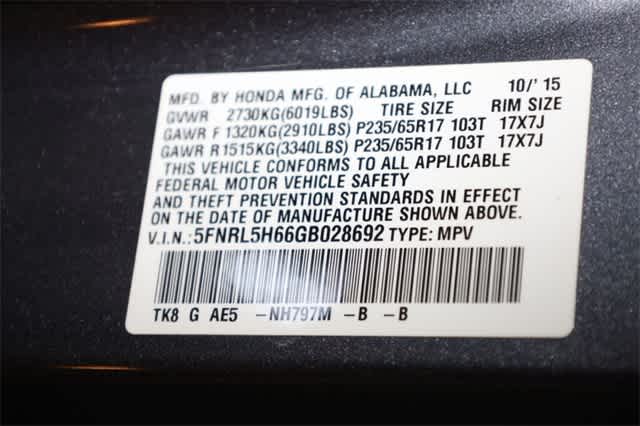 MFD. BY HONDA MFG. OF ALABAMA, LLC 10/'15
GVWR 2730KG(6019LBS) TIRE SIZE RIM SIZE
GAWR F 1320KG(2910LBS) P235/65R17 103T 17X7J
GAWR R1515KG(3340LBS) P235/65R17 103T 17X7J
THIS VEHICLE CONFORMS TO ALL APPLICABLE
FEDERAL MOTOR VEHICLE SAFETY
AND THEFT PREVENTION STANDARDS IN EFFECT
ON THE DATE OF MANUFACTURE SHOWN ABOVE.
V.I.N.:5FNRL5H66GB028692 TYPE: MPV
TK8 G AE5 -NH797M -B -B